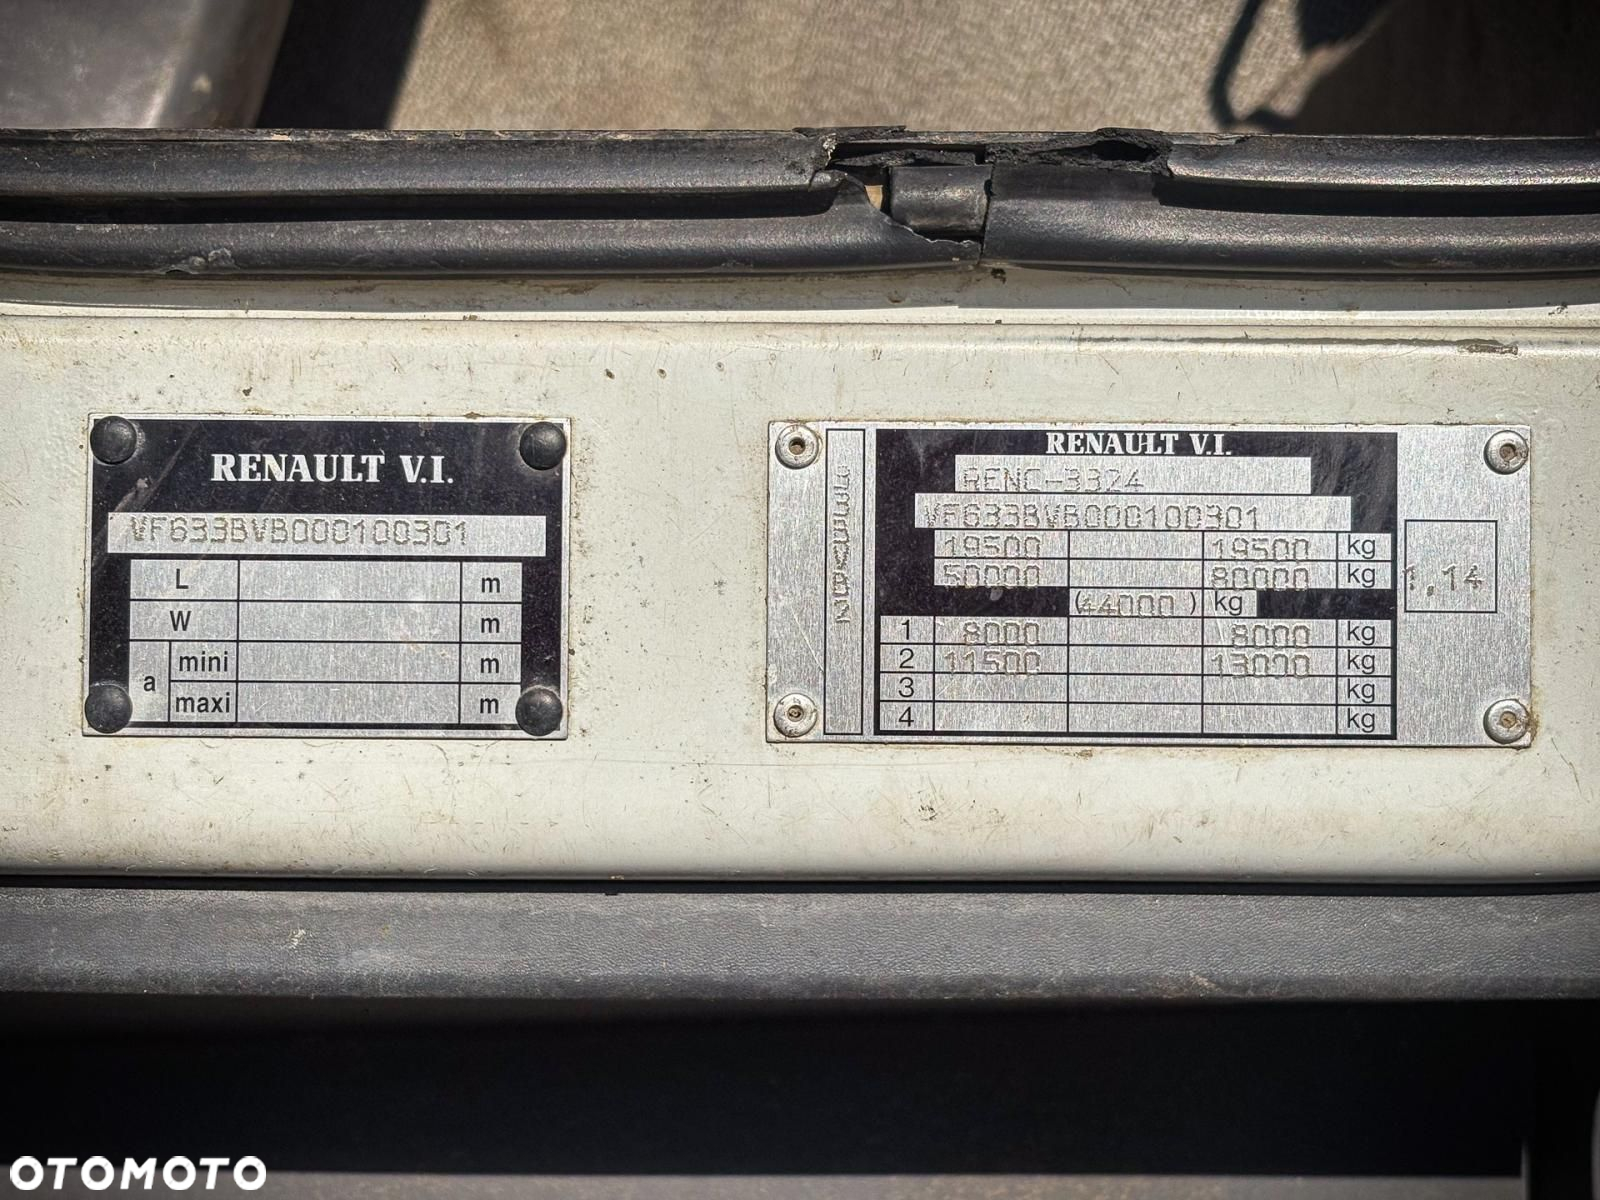 RENAULT V.I.
VF633BVB000100301
L m
W m
a mini m
maxi m
RENAULT V.I.
RENC-3324
VF633BVB000100301
19500 19500 kg
50000 80000 kg
(44000) kg
1 8000 8000 kg
2 11500 13000 kg
3 kg
4 kg
1,14
OTOMOTO